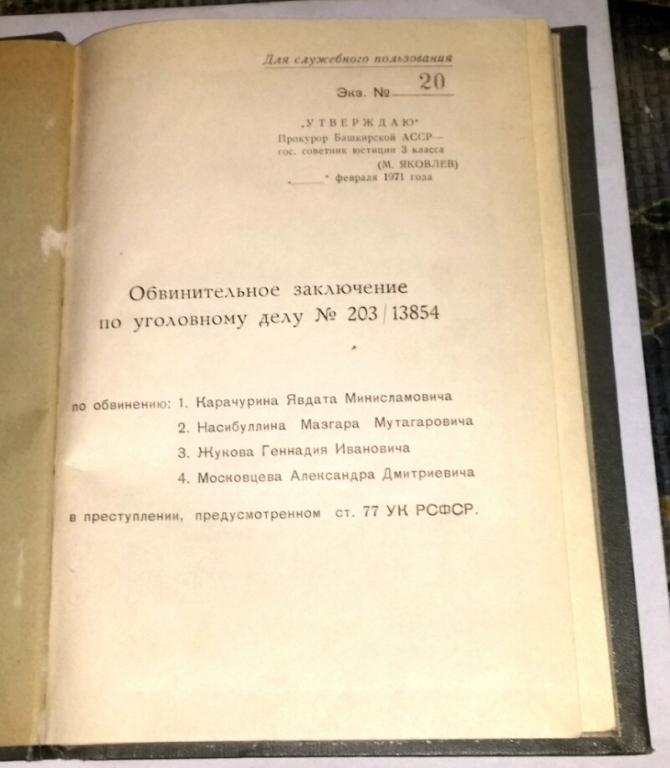 Для служебного пользования
Экз. № 20
„УТВЕРЖДАЮ"
Прокурор Башкирской АССР—
гос. советник юстиции 3 класса
(М. ЯКОВЛЕВ)
„____" февраля 1971 года
Обвинительное заключение
по уголовному делу № 203/13854
по обвинению: 1. Карачурина Явдата Минисламовича
2. Насибуллина Мазгара Мутагаровича
3. Жукова Геннадия Ивановича
4. Московцева Александра Дмитриевича
в преступлении, предусмотренном ст. 77 УК РСФСР.